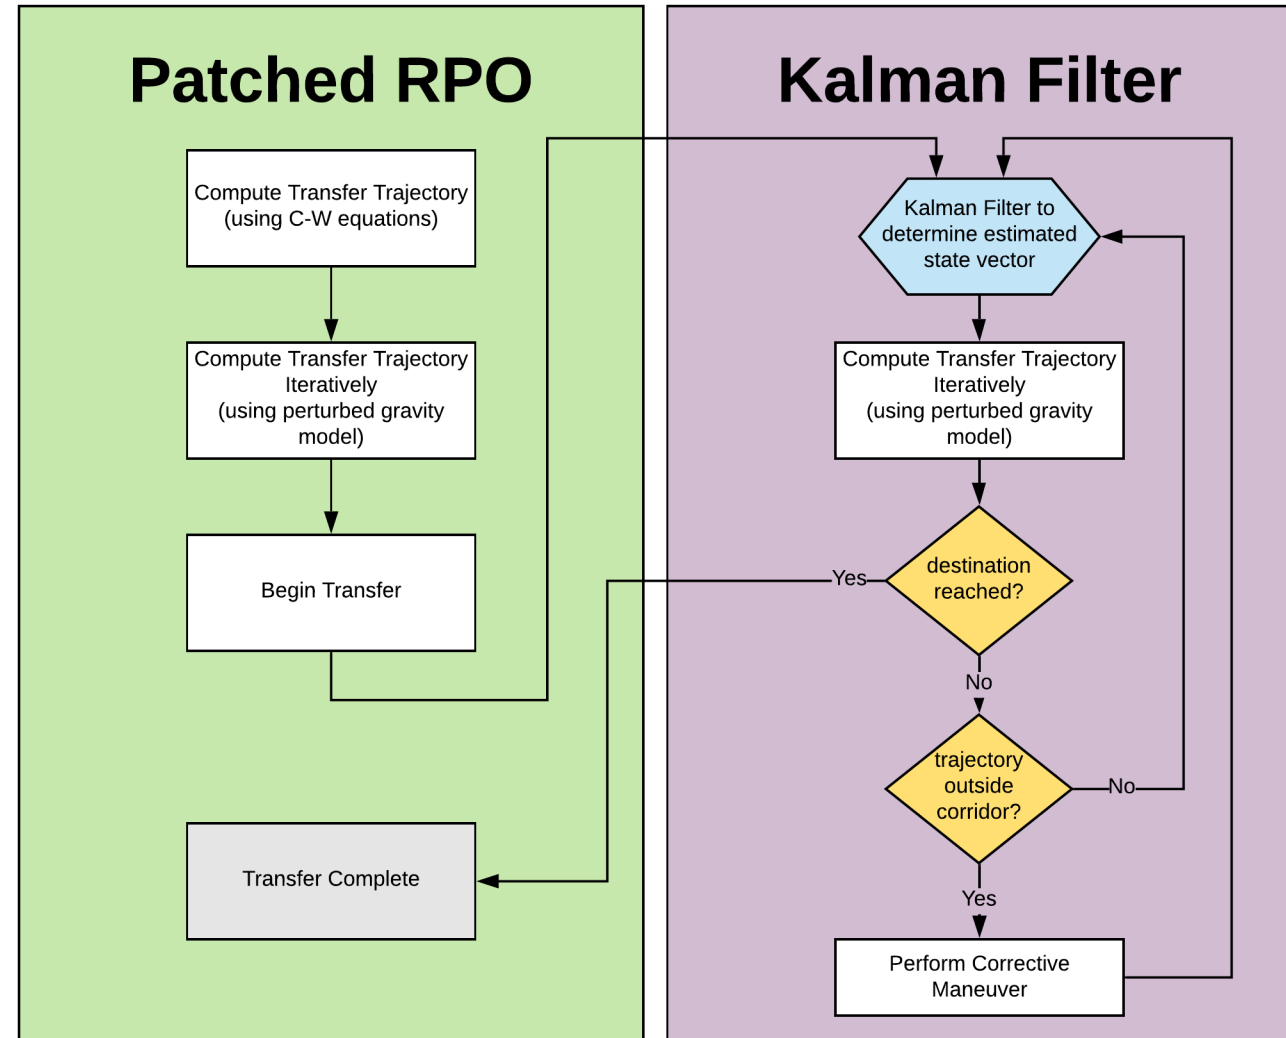 Patched RPO
Compute Transfer Trajectory
(using C-W equations)
Compute Transfer Trajectory
Iteratively
(using perturbed gravity
model)
Begin Transfer
Transfer Complete
Kalman Filter
Kalman Filter to
determine estimated
state vector
Compute Transfer Trajectory
Iteratively
(using perturbed gravity
model)
destination
reached?
Yes
No
trajectory
outside
corridor?
No
Yes
Perform Corrective
Maneuver